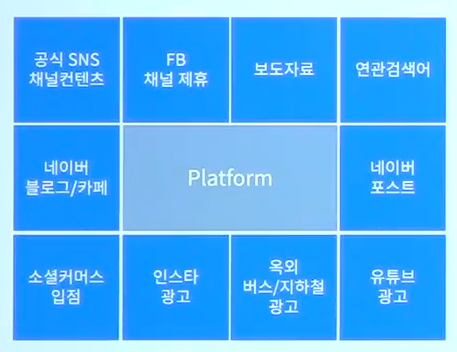 공식 SNS
채널컨텐츠
FB
채널 제휴
보도자료
연관검색어
네이버
블로그/카페
Platform
네이버
포스트
소셜커머스
입점
인스타
광고
옥외
버스/지하철
광고
유튜브
광고